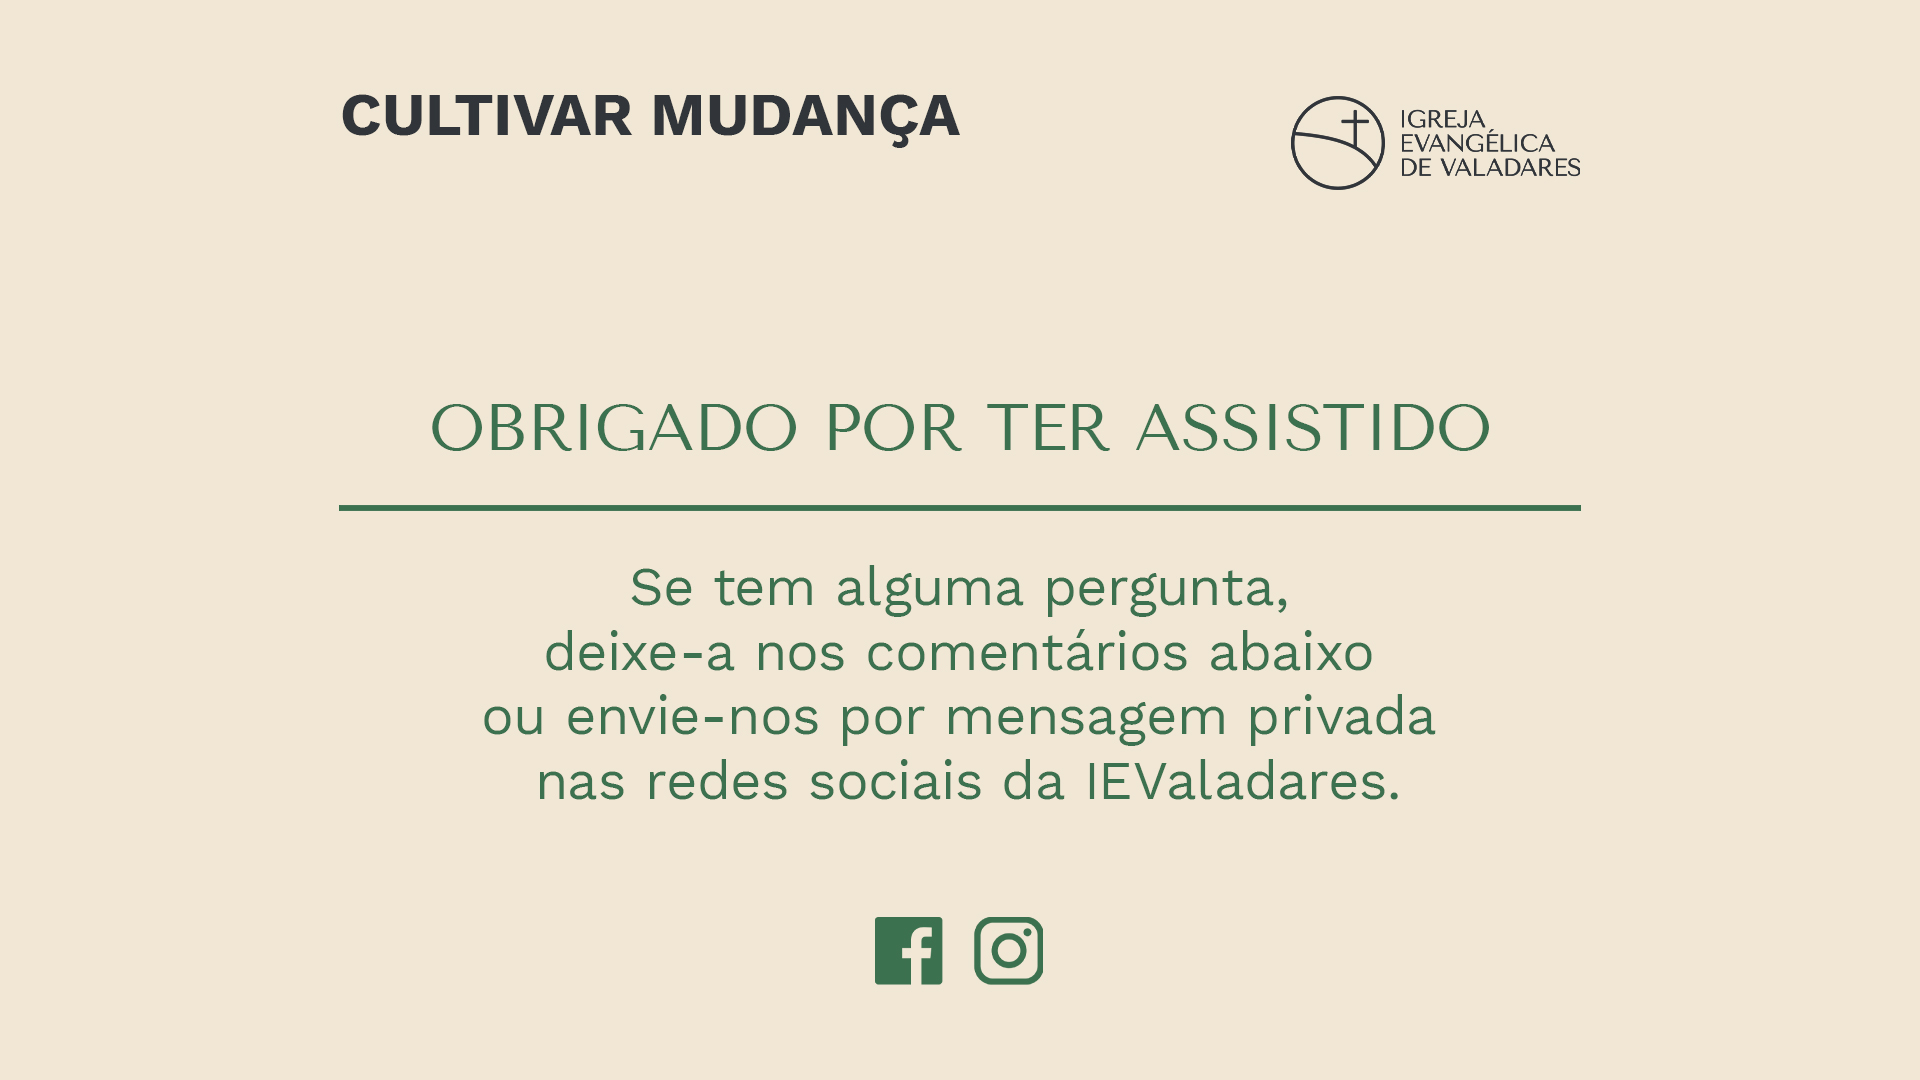 CULTIVAR MUDANÇA
IGREJA
EVANGÉLICA
DE VALADARES
OBRIGADO POR TER ASSISTIDO
Se tem alguma pergunta,
deixe-a nos comentários abaixo
ou envie-nos por mensagem privada
nas redes sociais da IEValadares.